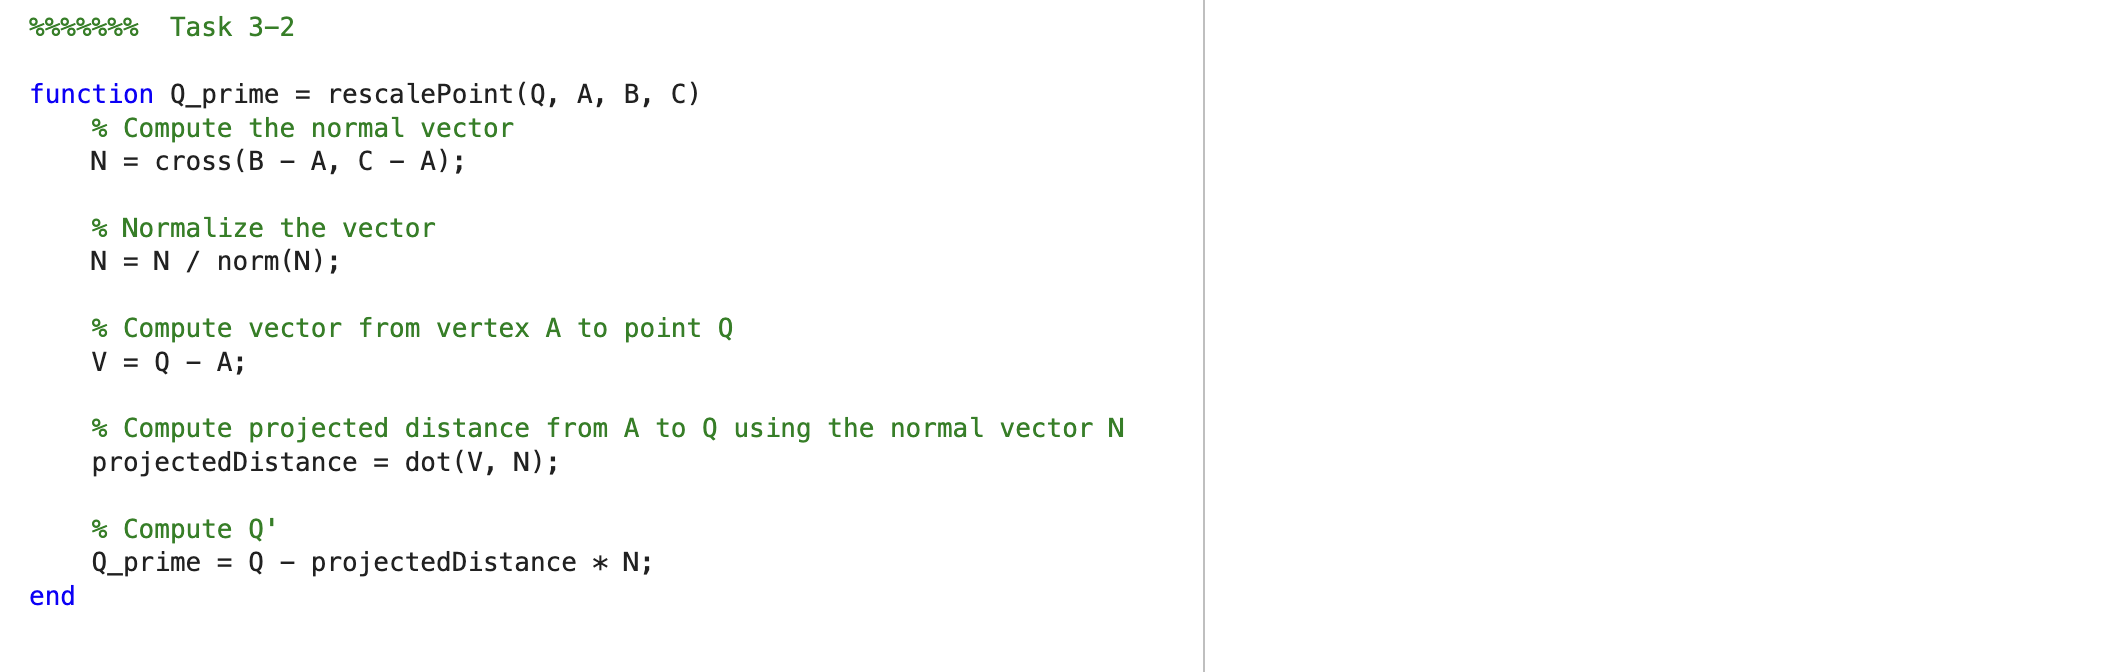 %%%%%%%  Task 3-2
function Q_prime = rescalePoint(Q, A, B, C)
% Compute the normal vector
N = cross(B - A, C - A);
% Normalize the vector
N = N / norm(N);
% Compute vector from vertex A to point Q
V = Q - A;
% Compute projected distance from A to Q using the normal vector N
projectedDistance = dot(V, N);
% Compute Q'
Q_prime = Q - projectedDistance * N;
end